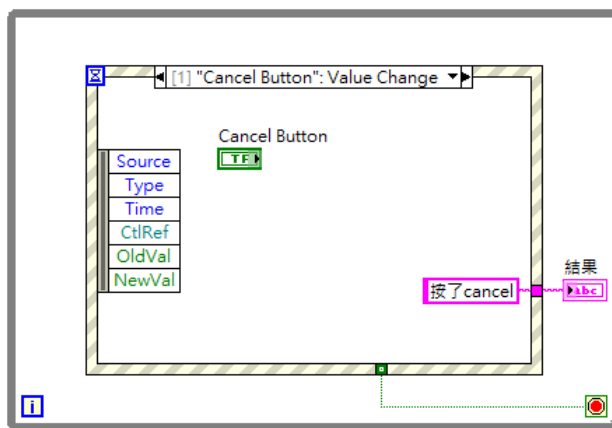 [1] "Cancel Button": Value Change
Cancel Button
TF
Source
Type
Time
CtlRef
OldVal
NewVal
按了cancel
結果
abc
i